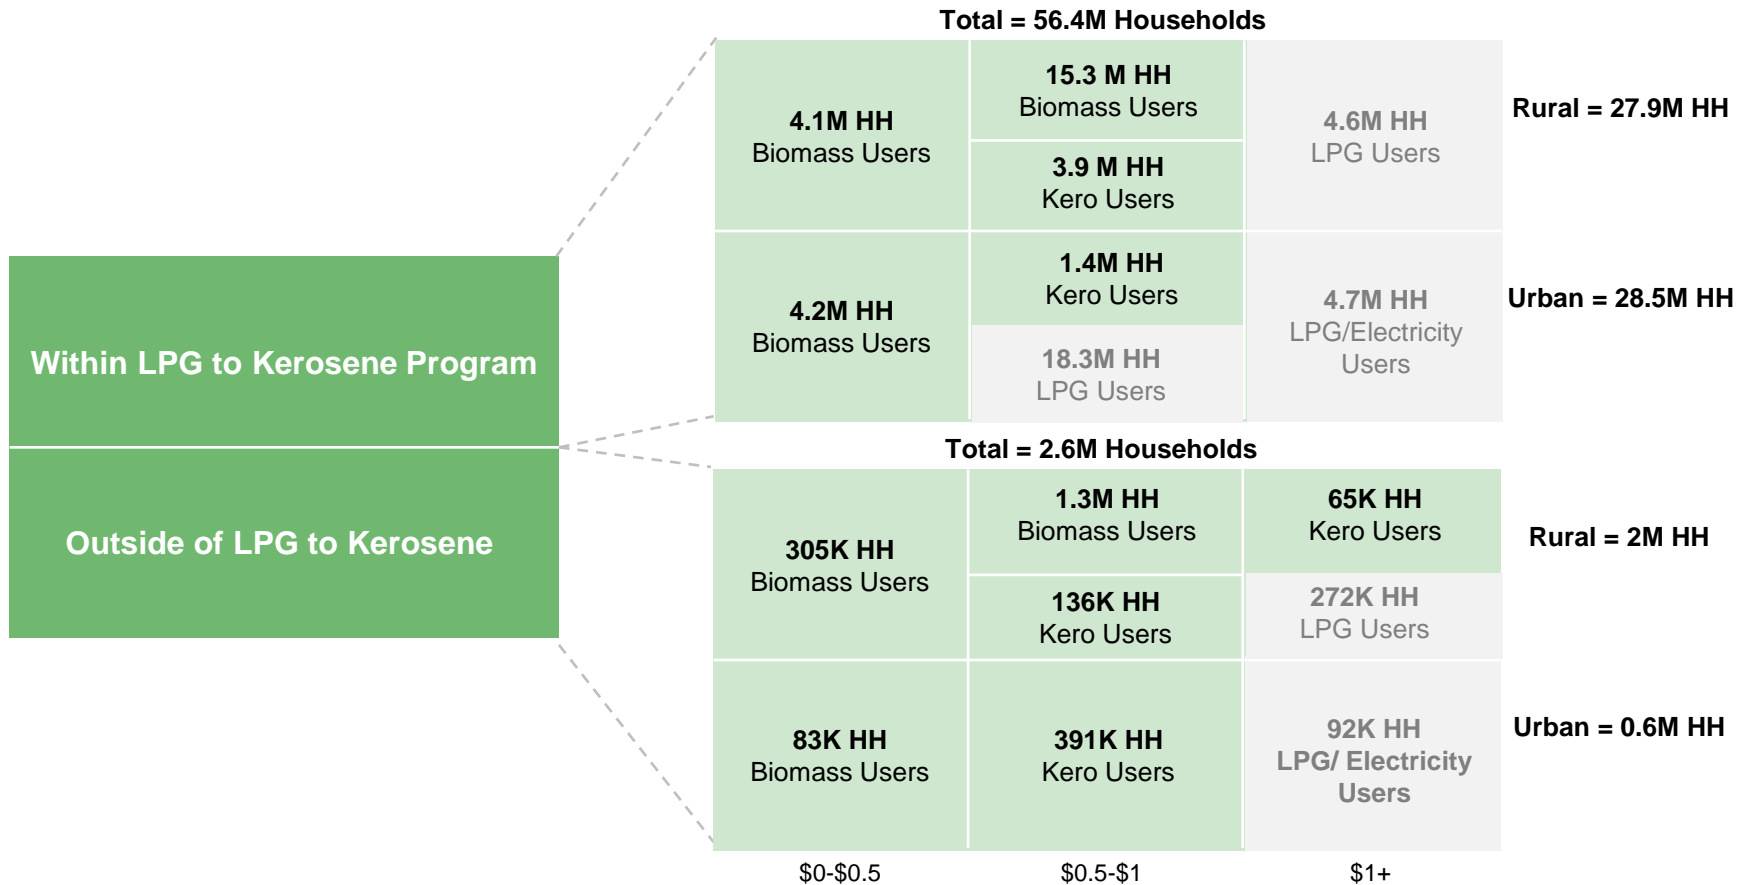 Total = 56.4M Households
4.1M HH
Biomass Users
15.3 M HH
Biomass Users
3.9 M HH
Kero Users
4.6M HH
LPG Users
Rural = 27.9M HH
4.2M HH
Biomass Users
1.4M HH
Kero Users
18.3M HH
LPG Users
4.7M HH
LPG/Electricity
Users
Urban = 28.5M HH
Within LPG to Kerosene Program
Outside of LPG to Kerosene
Total = 2.6M Households
305K HH
Biomass Users
1.3M HH
Biomass Users
136K HH
Kero Users
65K HH
Kero Users
272K HH
LPG Users
Rural = 2M HH
83K HH
Biomass Users
391K HH
Kero Users
92K HH
LPG/ Electricity
Users
Urban = 0.6M HH
$0-$0.5
$0.5-$1
$1+